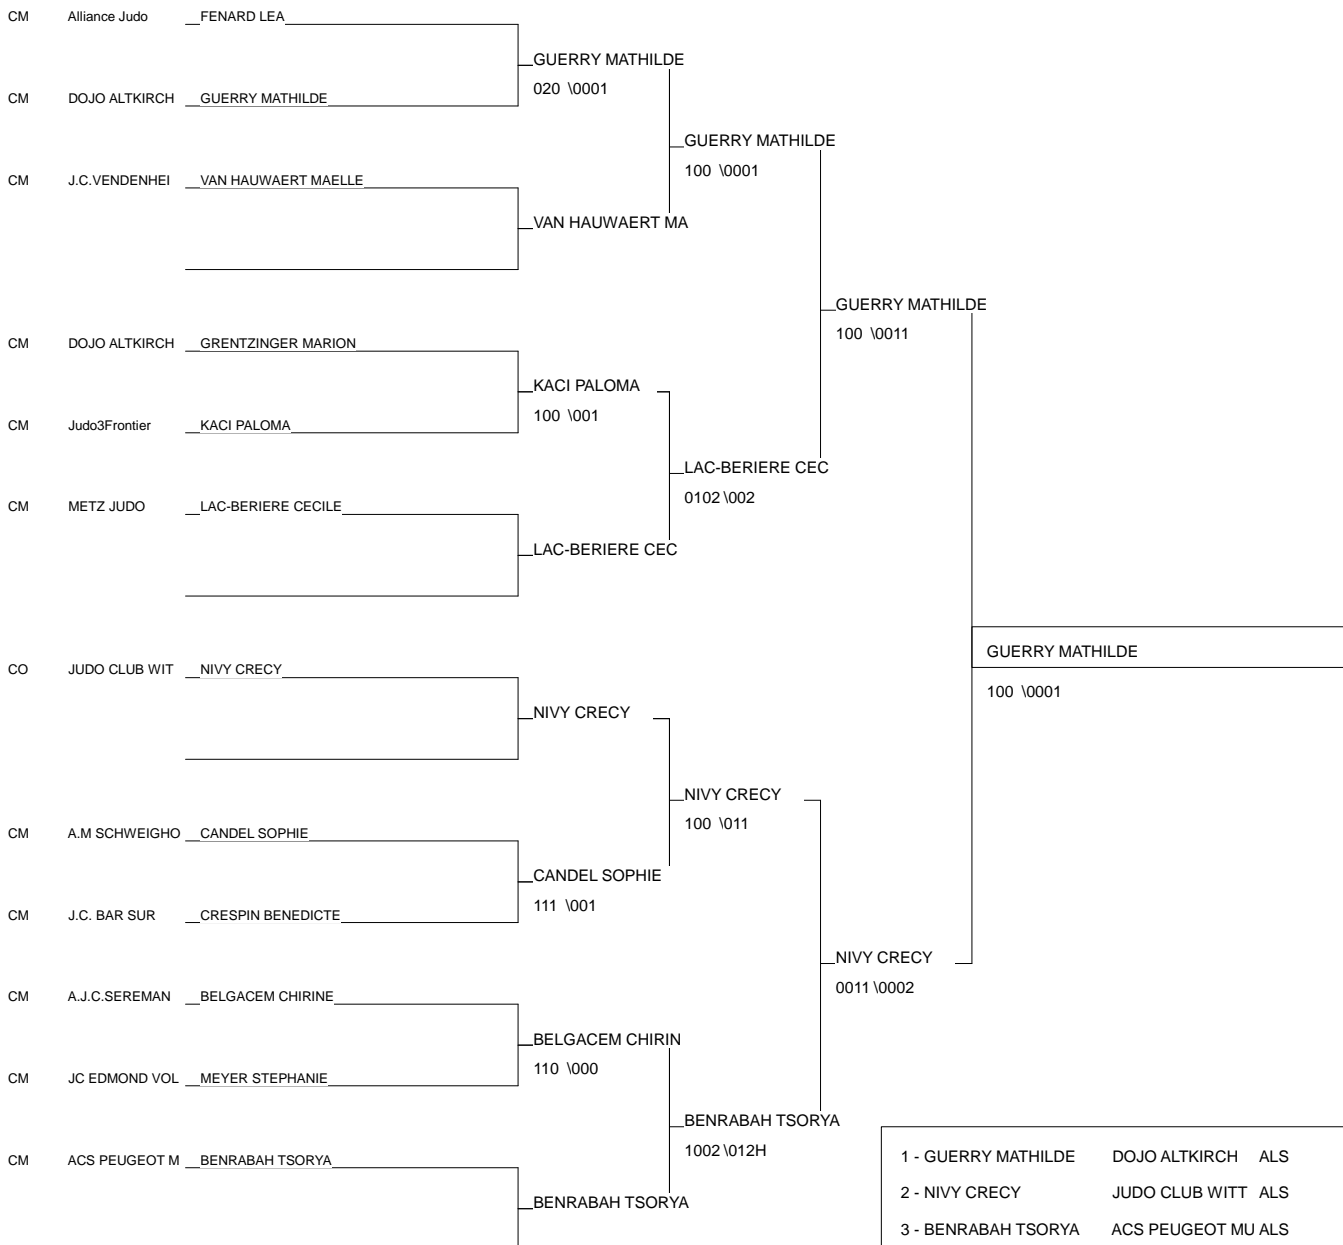 CM Alliance Judo FENARD LEA
GUERRY MATHILDE
020 \0001
CM DOJO ALTKIRCH GUERRY MATHILDE
GUERRY MATHILDE
100 \0001
CM J.C.VENDENHEI VAN HAUWAERT MAELLE
VAN HAUWAERT MA
GUERRY MATHILDE
100 \0011
CM DOJO ALTKIRCH GRENTZINGER MARION
KACI PALOMA
100 \001
CM Judo3Frontier KACI PALOMA
LAC-BERIERE CEC
0102 \002
CM METZ JUDO LAC-BERIERE CECILE
LAC-BERIERE CEC
GUERRY MATHILDE
100 \0001
CO JUDO CLUB WIT NIVY CRECY
NIVY CRECY
NIVY CRECY
100 \011
CM A.M SCHWEIGHO CANDEL SOPHIE
CANDEL SOPHIE
111 \001
CM J.C. BAR SUR CRESPIN BENEDICTE
NIVY CRECY
0011 \0002
CM A.J.C.SEREMAN BELGACEM CHIRINE
BELGACEM CHIRIN
110 \000
CM JC EDMOND VOL MEYER STEPHANIE
BENRABAH TSORYA
1002 \012H
CM ACS PEUGEOT M BENRABAH TSORYA
BENRABAH TSORYA
1 - GUERRY MATHILDE DOJO ALTKIRCH ALS
2 - NIVY CRECY JUDO CLUB WITT ALS
3 - BENRABAH TSORYA ACS PEUGEOT MU ALS